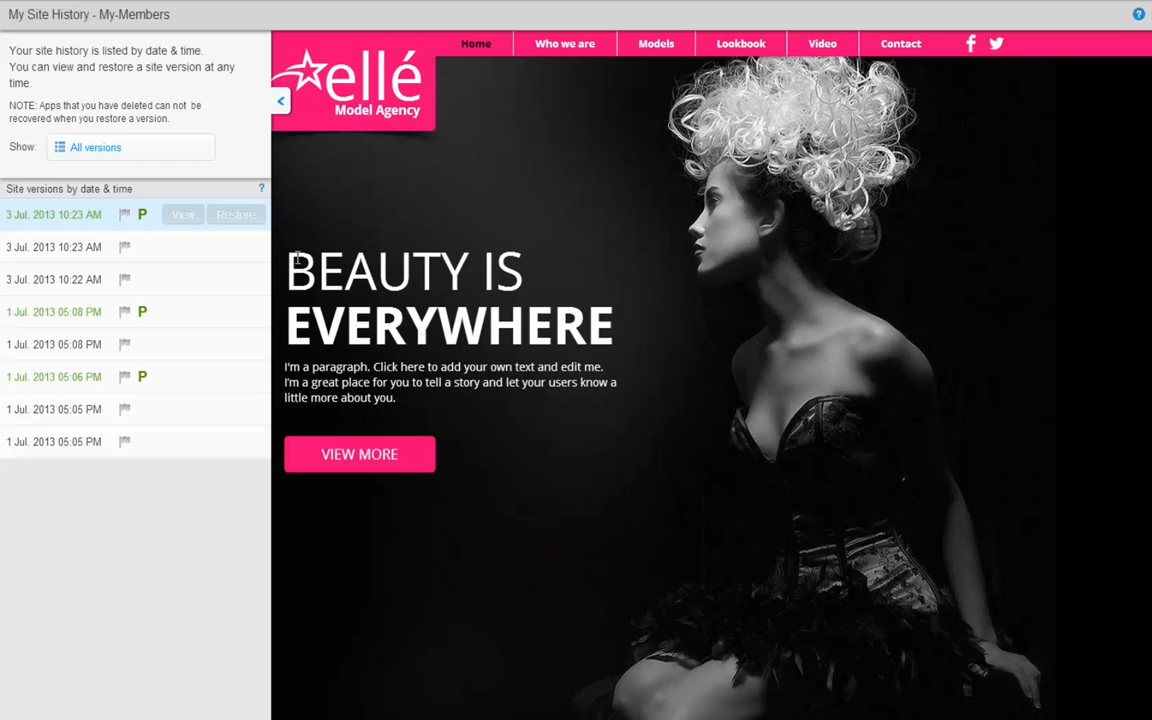 My Site History - My-Members
?
Your site history is listed by date & time.
You can view and restore a site version at any
time.
NOTE: Apps that you have deleted can not be
recovered when you restore a version.
Show: All versions
Site versions by date & time ?
3 Jul. 2013 10:23 AM P View Restore
3 Jul. 2013 10:23 AM
3 Jul. 2013 10:22 AM
1 Jul. 2013 05:08 PM P
1 Jul. 2013 05:08 PM
1 Jul. 2013 05:06 PM P
1 Jul. 2013 05:05 PM
1 Jul. 2013 05:05 PM
Home Who we are Models Lookbook Video Contact f
ellé
Model Agency
BEAUTY IS
EVERYWHERE
I'm a paragraph. Click here to add your own text and edit me.
I'm a great place for you to tell a story and let your users know a
little more about you.
VIEW MORE